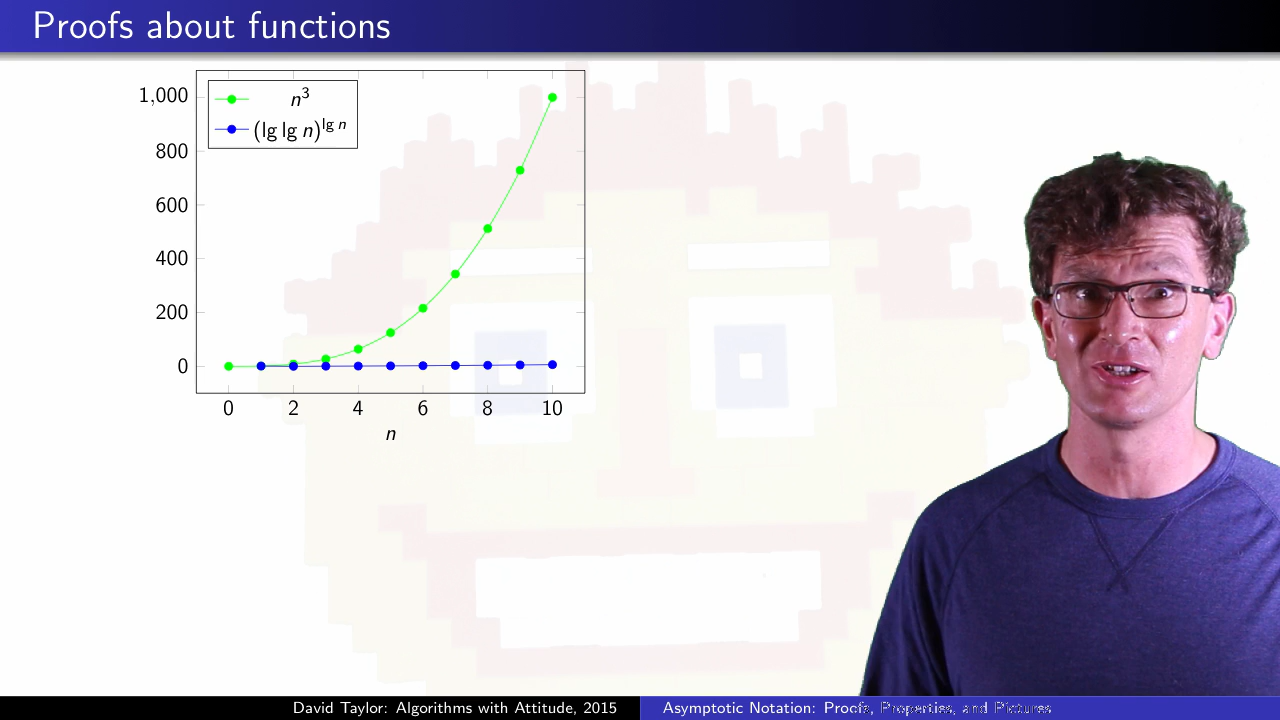 Proofs about functions
n³
(lg lg n)^{lg n}
1,000
800
600
400
200
0
0 2 4 6 8 10
n
David Taylor: Algorithms with Attitude, 2015
Asymptotic Notation: Proofs, Properties, and Pictures